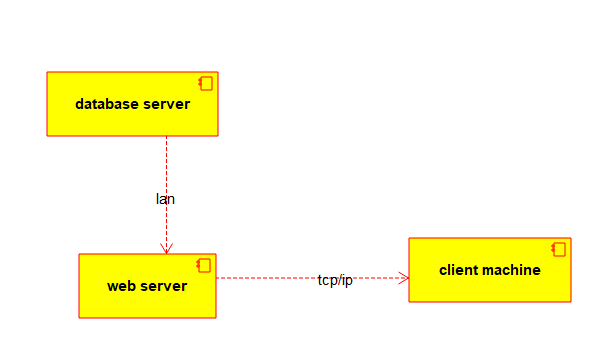 database server
lan
web server
tcp/ip
client machine